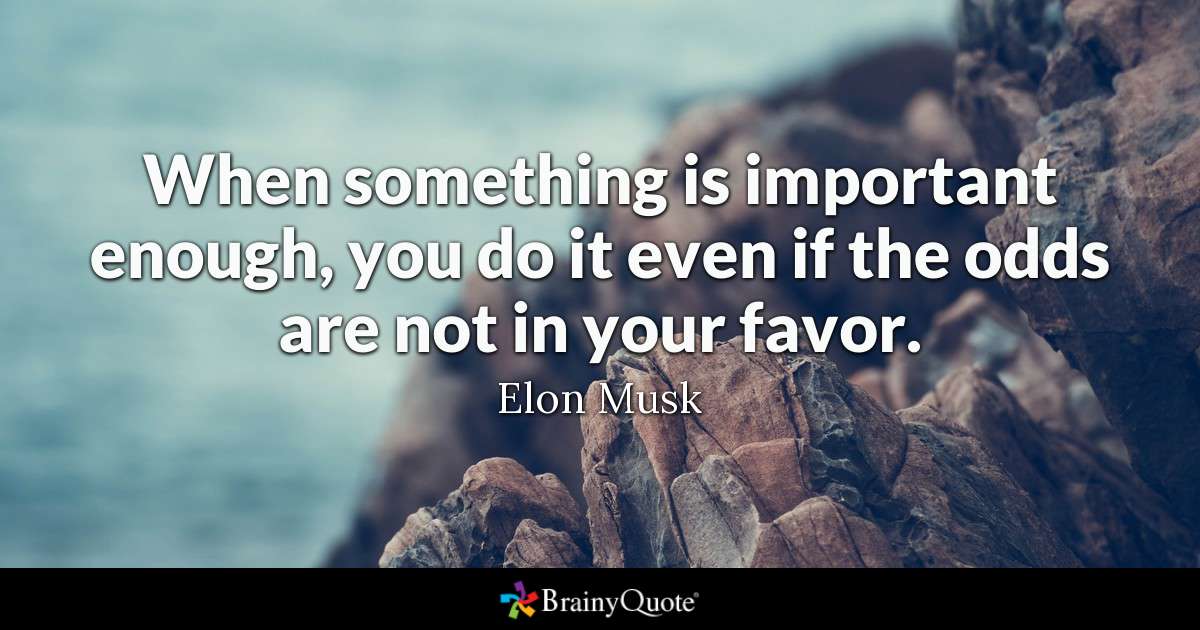 When something is important
enough, you do it even if the odds
are not in your favor.
Elon Musk
BrainyQuote®